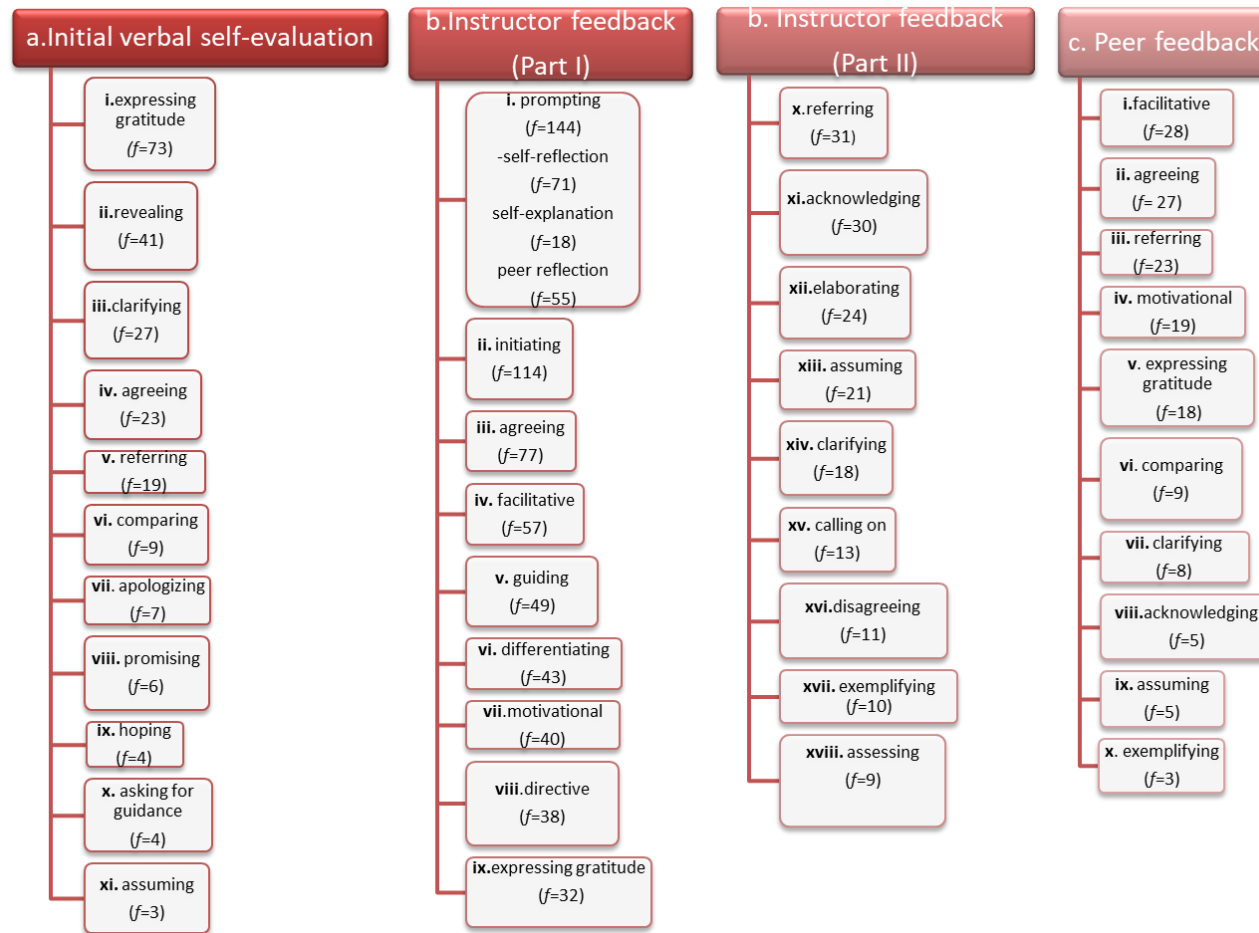 a.Initial verbal self-evaluation
i.expressing
gratitude
(f=73)
ii.revealing
(f=41)
iii.clarifying
(f=27)
iv. agreeing
(f=23)
v. referring
(f=19)
vi. comparing
(f=9)
vii. apologizing
(f=7)
viii. promising
(f=6)
ix. hoping
(f=4)
x. asking for
guidance
(f=4)
xi. assuming
(f=3)
b.Instructor feedback
(Part I)
i. prompting
(f=144)
-self-reflection
(f=71)
self-explanation
(f=18)
peer reflection
(f=55)
ii. initiating
(f=114)
iii. agreeing
(f=77)
iv. facilitative
(f=57)
v. guiding
(f=49)
vi. differentiating
(f=43)
vii.motivational
(f=40)
viii.directive
(f=38)
ix.expressing gratitude
(f=32)
b. Instructor feedback
(Part II)
x.referring
(f=31)
xi.acknowledging
(f=30)
xii.elaborating
(f=24)
xiii. assuming
(f=21)
xiv. clarifying
(f=18)
xv. calling on
(f=13)
xvi.disagreeing
(f=11)
xvii. exemplifying
(f=10)
xviii. assessing
(f=9)
c. Peer feedback
i.facilitative
(f=28)
ii. agreeing
(f= 27)
iii. referring
(f=23)
iv. motivational
(f=19)
v. expressing
gratitude
(f=18)
vi. comparing
(f=9)
vii. clarifying
(f=8)
viii.acknowledging
(f=5)
ix. assuming
(f=5)
x. exemplifying
(f=3)